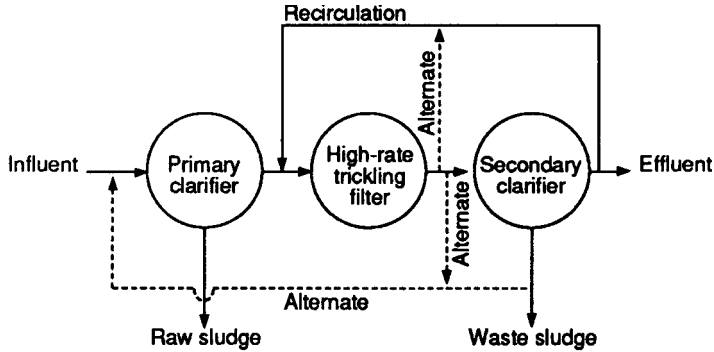 Recirculation
Alternate
Influent
Primary
clarifier
High-rate
trickling
filter
Secondary
clarifier
Effluent
Alternate
Alternate
Raw sludge
Waste sludge